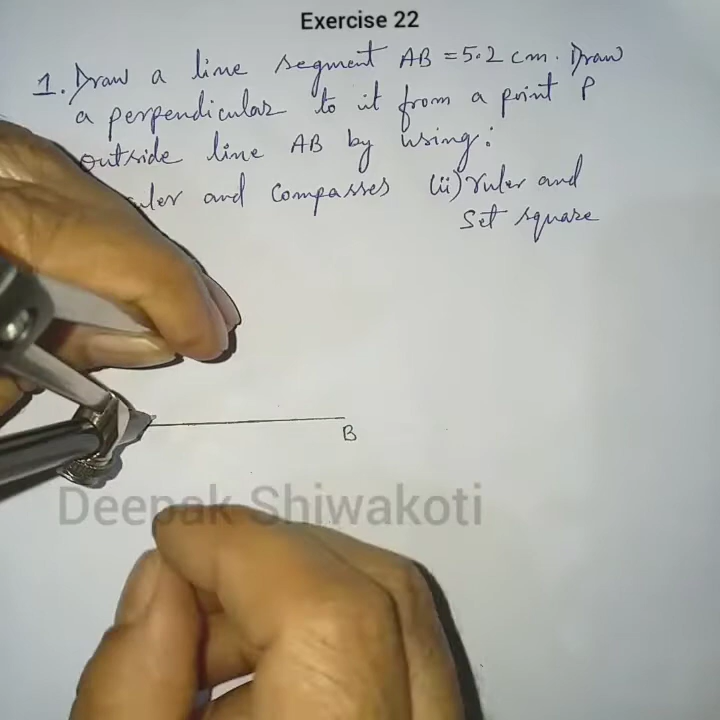 Exercise 22
1. Draw a line segment AB = 5.2 cm. Draw
a perpendicular to it from a point P
outside line AB by using:
and Compasses (ii) ruler and
Set square
B
Deepak Shiwakoti